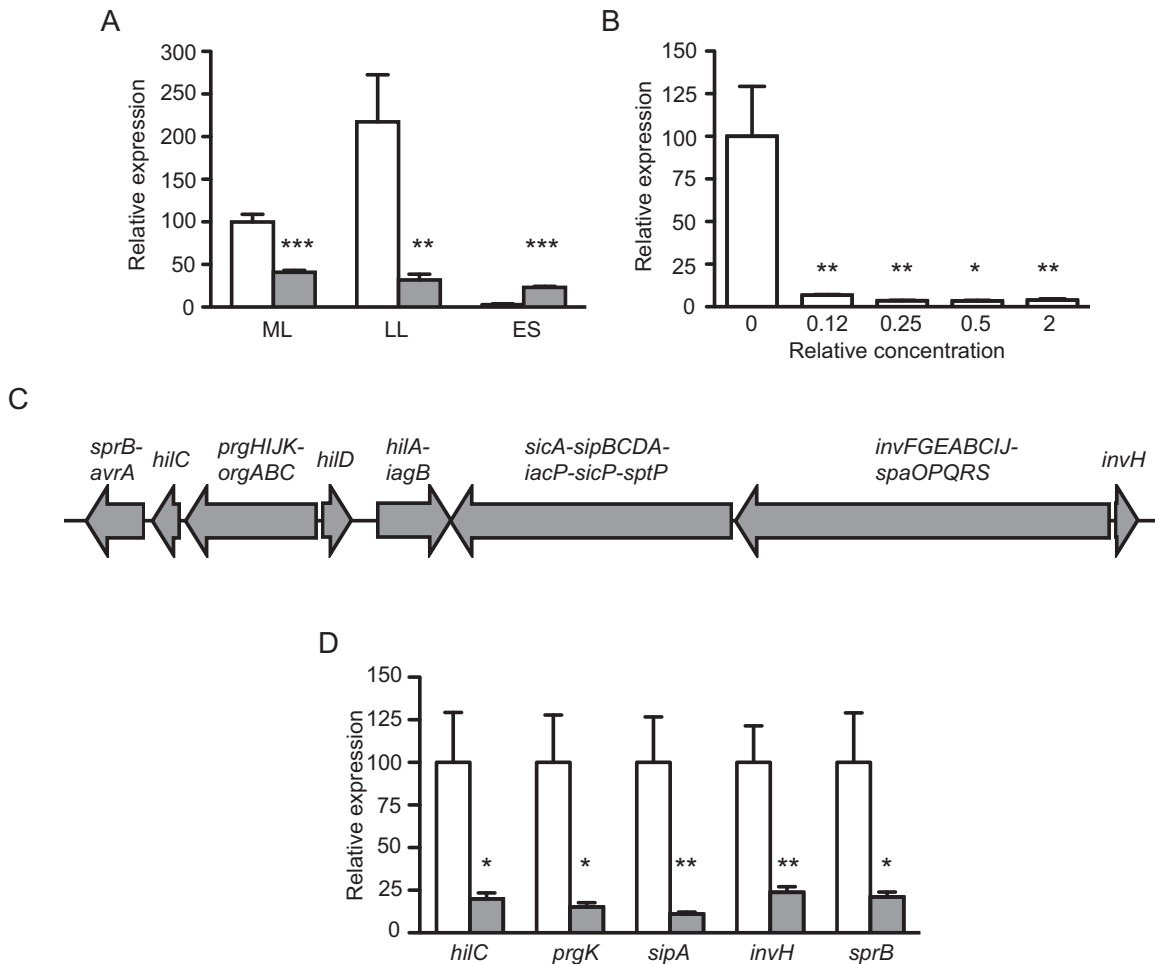 A
300
250
200
150
100
50
0
Relative expression
***
**
***
ML LL ES
B
150
125
100
75
50
25
0
Relative expression
** ** * **
0 0.12 0.25 0.5 2
Relative concentration
C
sprB-
avrA
hilC
prgHIJK-
orgABC
hilD
hilA-
iagB
sicA-sipBCDA-
iacP-sicP-sptP
invFGEABCIJ-
spaOPQRS
invH
D
150
125
100
75
50
25
0
Relative expression
* * ** ** *
hilC prgK sipA invH sprB